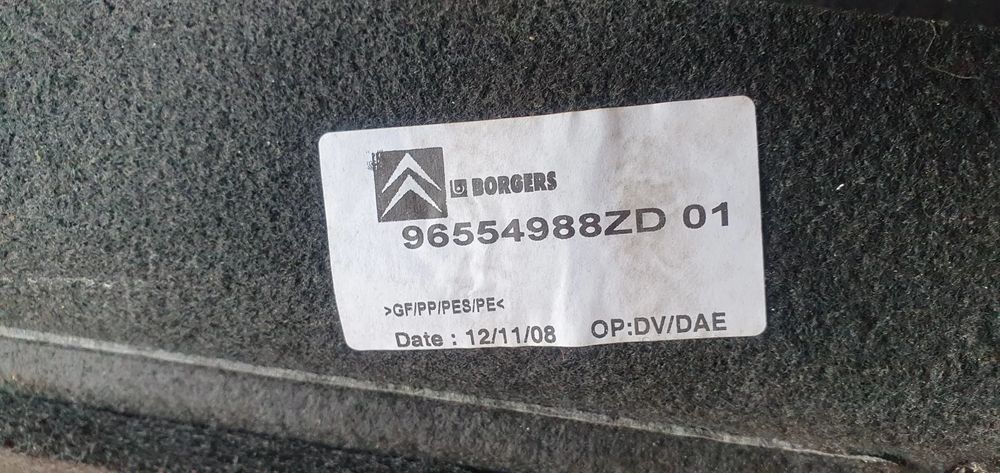 BORGERS
96554988ZD 01
>GF/PP/PES/PE<
Date : 12/11/08 OP:DV/DAE